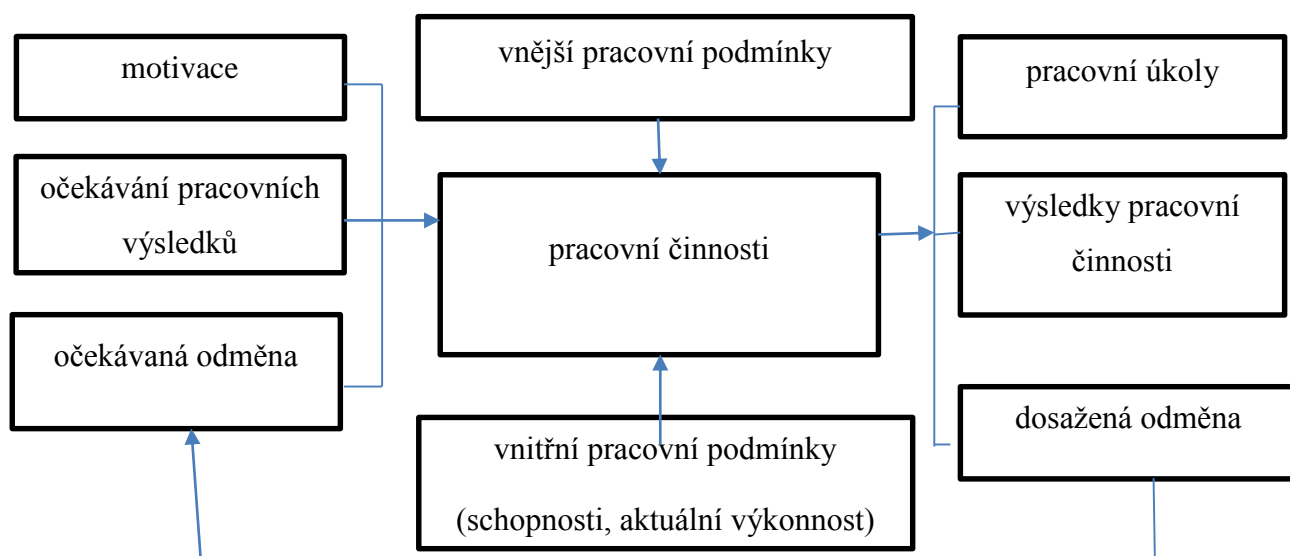 motivace
očekávání pracovních
výsledků
očekávaná odměna
vnější pracovní podmínky
pracovní činnosti
vnitřní pracovní podmínky
(schopnosti, aktuální výkonnost)
pracovní úkoly
výsledky pracovní
činnosti
dosažená odměna